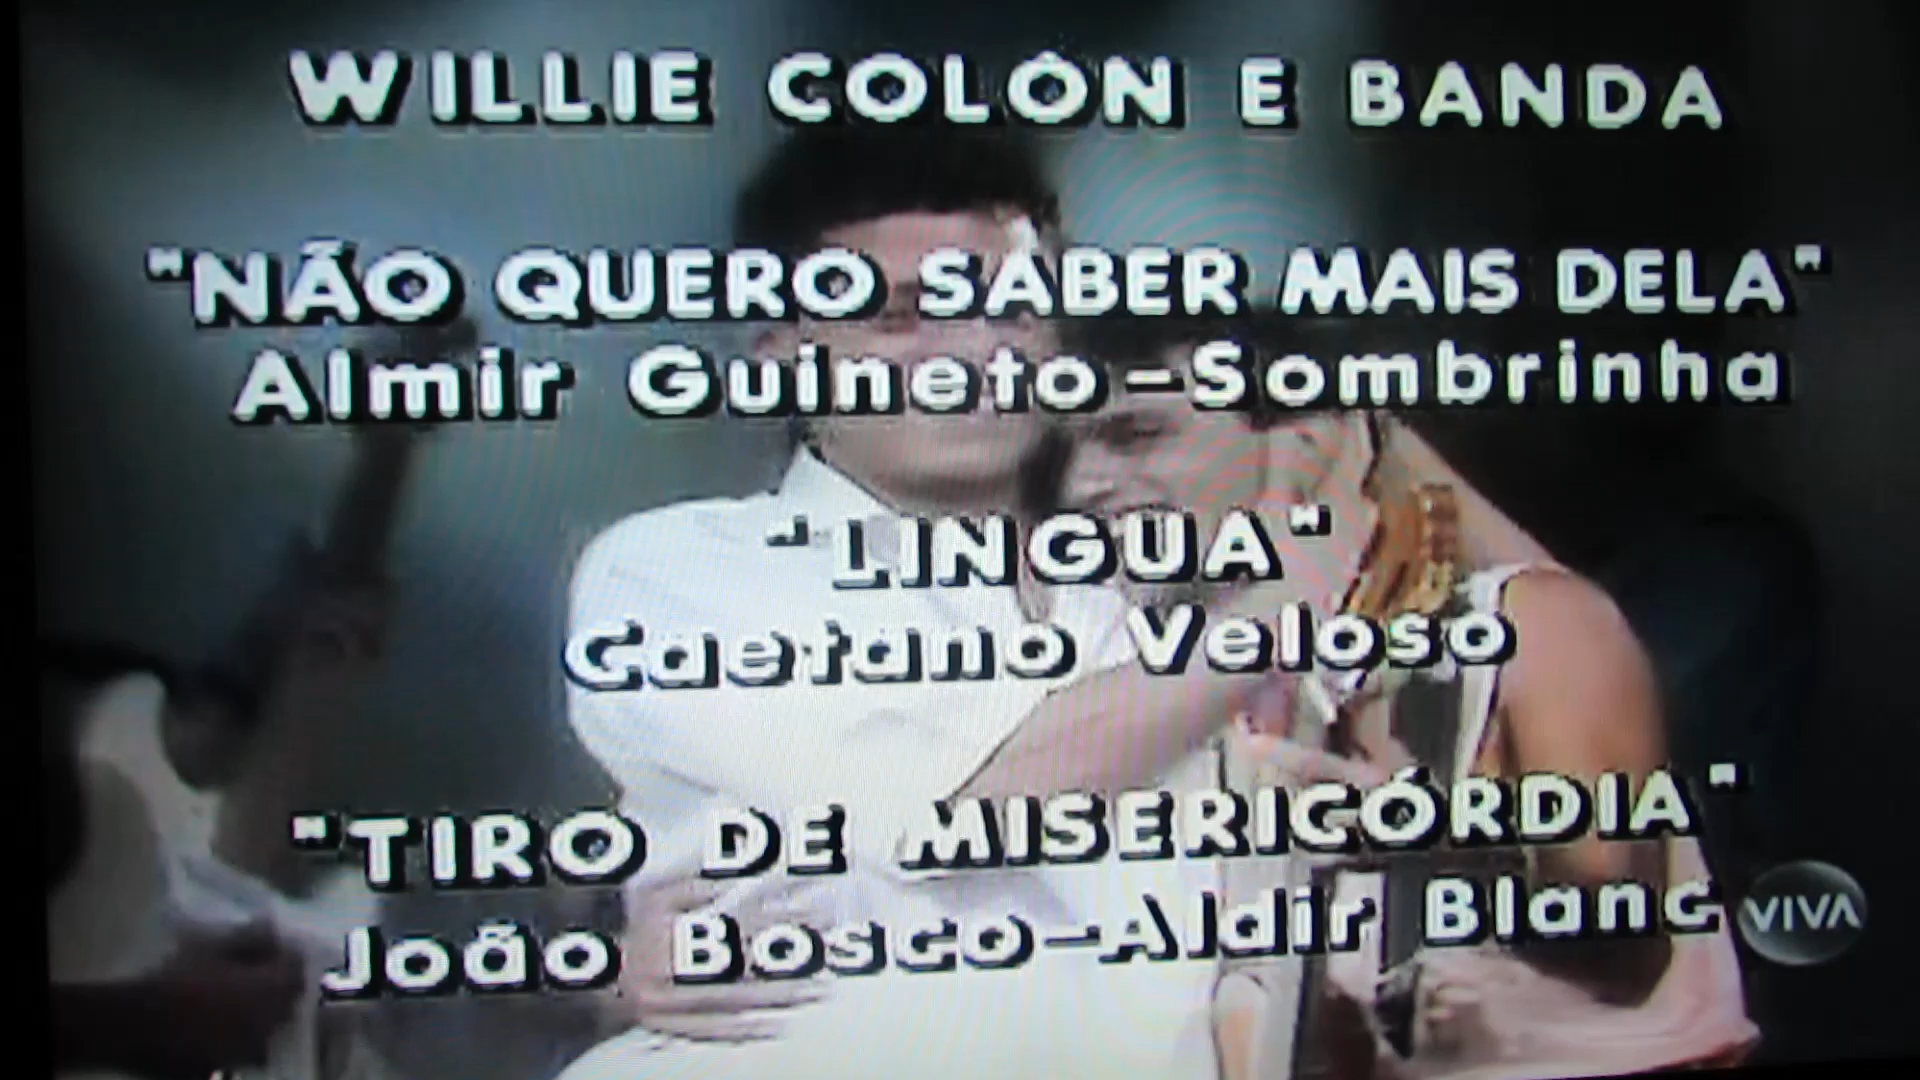 WILLIE COLÓN E BANDA
"NÃO QUERO SABER MAIS DELA"
Almir Guineto-Sombrinha
"LINGUA"
Caetano Veloso
"TIRO DE MISERICÓRDIA"
João Bosco-Aldir Blanc
VIVA